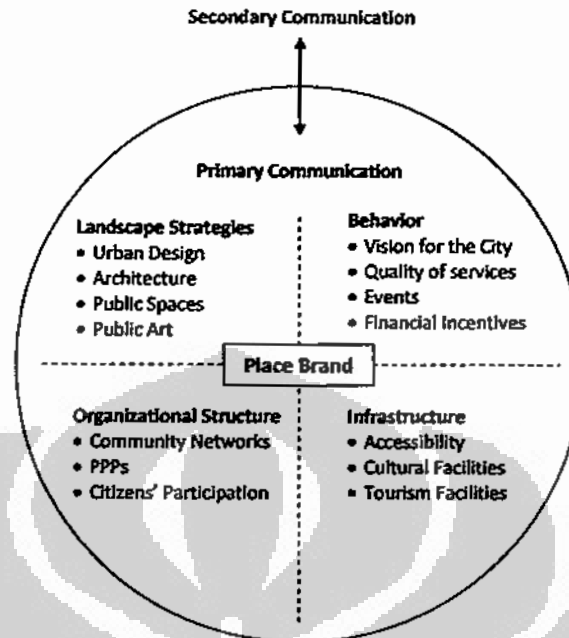 Secondary Communication
Primary Communication
Landscape Strategies
• Urban Design
• Architecture
• Public Spaces
• Public Art
Behavior
• Vision for the City
• Quality of services
• Events
• Financial Incentives
Place Brand
Organizational Structure
• Community Networks
• PPPs
• Citizens' Participation
Infrastructure
• Accessibility
• Cultural Facilities
• Tourism Facilities